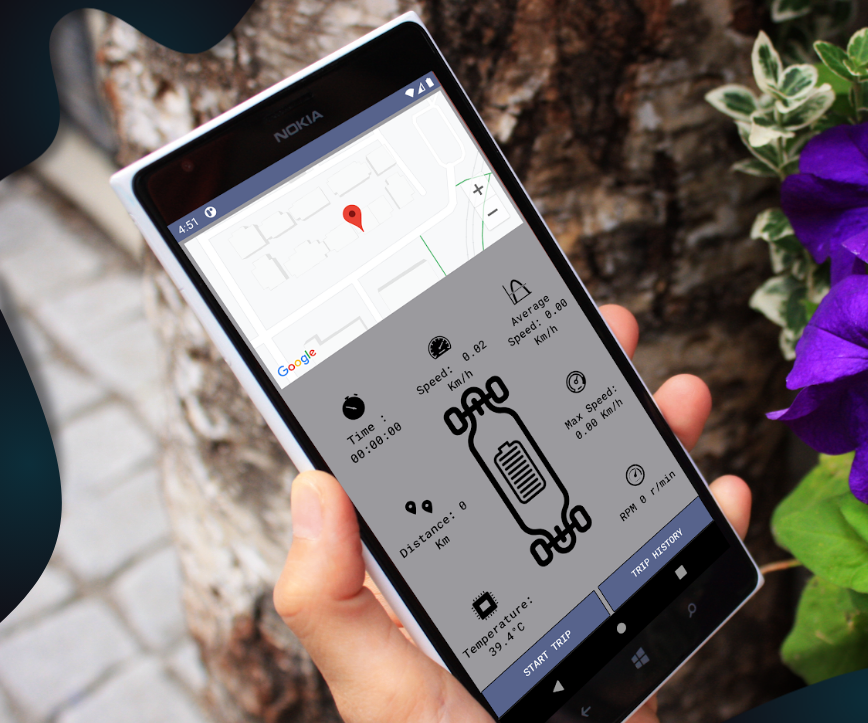 NOKIA
4:51
+
−
Google
Average
Speed: 0.00
Km/h
Speed: 0.02
Km/h
Time :
00:00:00
Max Speed:
0.00 Km/h
Distance: 0
Km
RPM 0 r/min
Temperature:
39.4°C
START TRIP
TRIP HISTORY